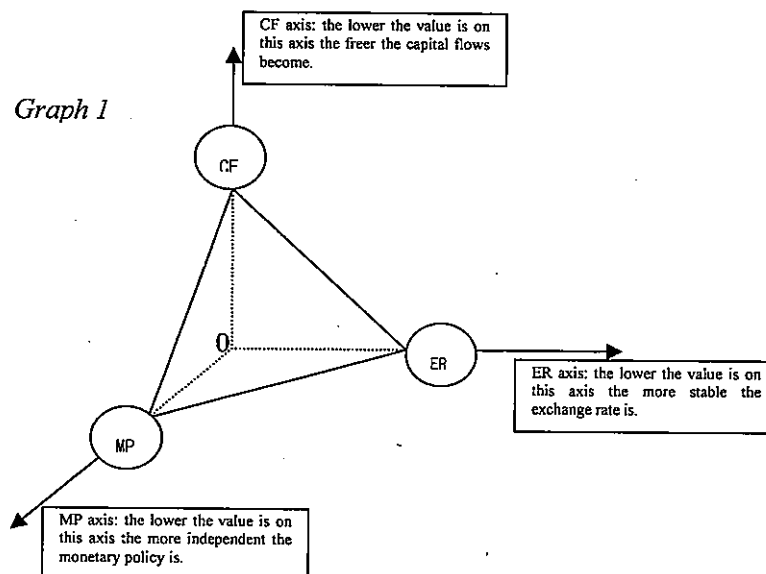 CF axis: the lower the value is on
this axis the freer the capital flows
become.
Graph 1
CF
0
ER
ER axis: the lower the value is on
this axis the more stable the
exchange rate is.
MP
MP axis: the lower the value is on
this axis the more independent the
monetary policy is.